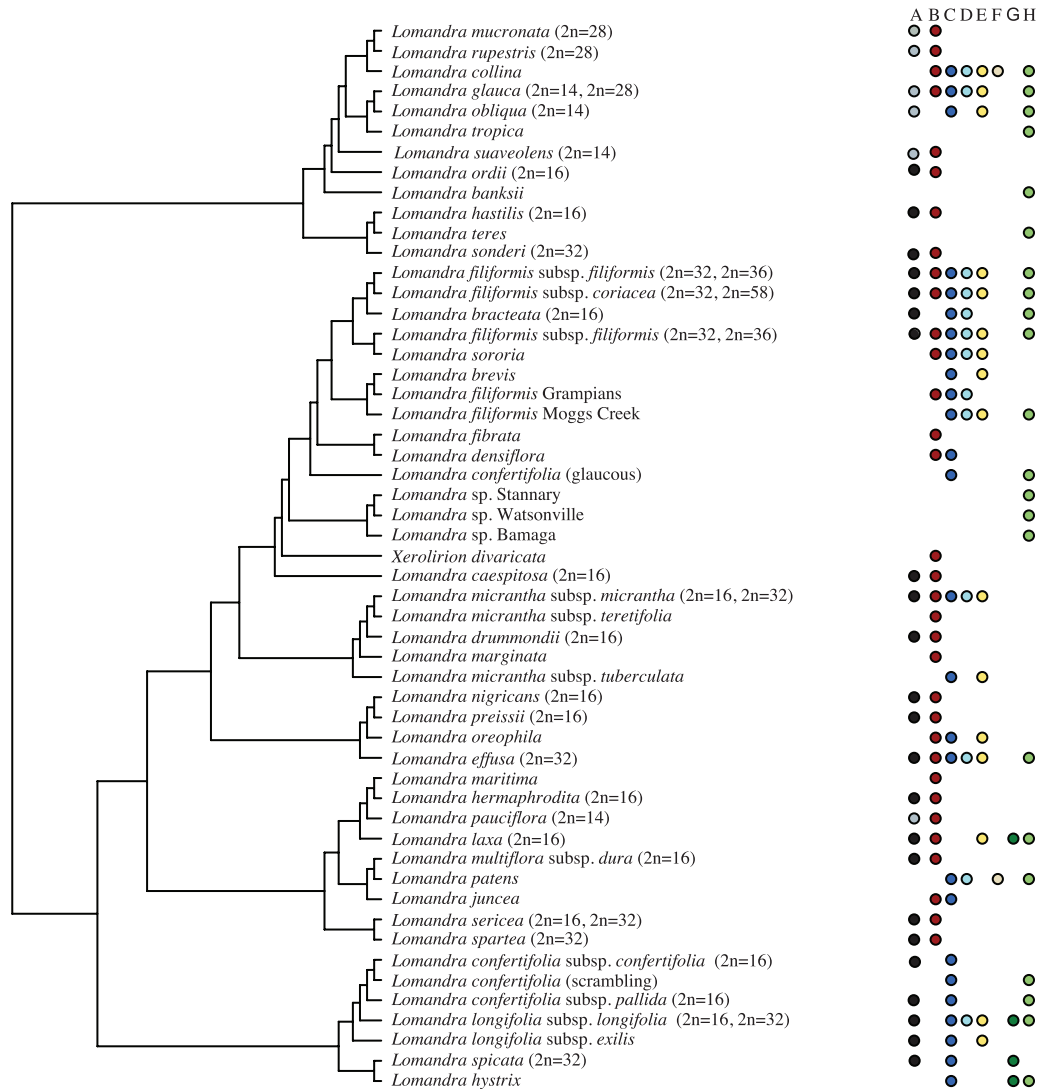 A B C D E F G H
Lomandra mucronata (2n=28)
Lomandra rupestris (2n=28)
Lomandra collina
Lomandra glauca (2n=14, 2n=28)
Lomandra obliqua (2n=14)
Lomandra tropica
Lomandra suaveolens (2n=14)
Lomandra ordii (2n=16)
Lomandra banksii
Lomandra hastilis (2n=16)
Lomandra teres
Lomandra sonderi (2n=32)
Lomandra filiformis subsp. filiformis (2n=32, 2n=36)
Lomandra filiformis subsp. coriacea (2n=32, 2n=58)
Lomandra bracteata (2n=16)
Lomandra filiformis subsp. filiformis (2n=32, 2n=36)
Lomandra sororia
Lomandra brevis
Lomandra filiformis Grampians
Lomandra filiformis Moggs Creek
Lomandra fibrata
Lomandra densiflora
Lomandra confertifolia (glaucous)
Lomandra sp. Stannary
Lomandra sp. Watsonville
Lomandra sp. Bamaga
Xerolirion divaricata
Lomandra caespitosa (2n=16)
Lomandra micrantha subsp. micrantha (2n=16, 2n=32)
Lomandra micrantha subsp. teretifolia
Lomandra drummondii (2n=16)
Lomandra marginata
Lomandra micrantha subsp. tuberculata
Lomandra nigricans (2n=16)
Lomandra preissii (2n=16)
Lomandra oreophila
Lomandra effusa (2n=32)
Lomandra maritima
Lomandra hermaphrodita (2n=16)
Lomandra pauciflora (2n=14)
Lomandra laxa (2n=16)
Lomandra multiflora subsp. dura (2n=16)
Lomandra patens
Lomandra juncea
Lomandra sericea (2n=16, 2n=32)
Lomandra spartea (2n=32)
Lomandra confertifolia subsp. confertifolia (2n=16)
Lomandra confertifolia (scrambling)
Lomandra confertifolia subsp. pallida (2n=16)
Lomandra longifolia subsp. longifolia (2n=16, 2n=32)
Lomandra longifolia subsp. exilis
Lomandra spicata (2n=32)
Lomandra hystrix